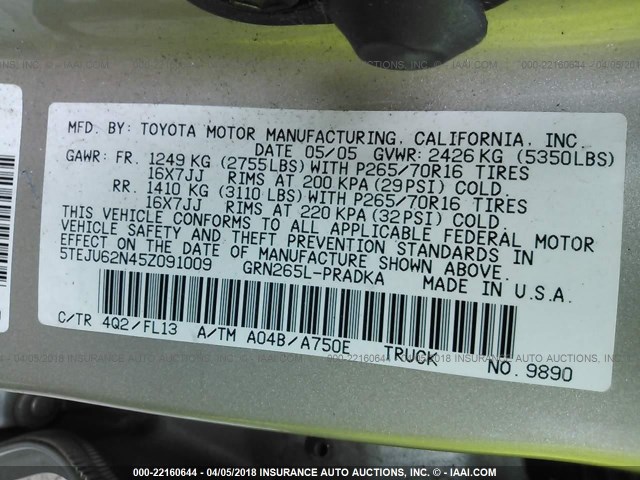 MFD. BY: TOYOTA MOTOR MANUFACTURING, CALIFORNIA, INC.
DATE 05/05 GVWR: 2426 KG (5350LBS)
GAWR: FR. 1249 KG (2755LBS) WITH P265/70R16 TIRES
16X7JJ RIMS AT 200 KPA (29 PSI) COLD.
RR. 1410 KG (3110 LBS) WITH P265/70R16 TIRES
16X7JJ RIMS AT 220 KPA (32 PSI) COLD.
THIS VEHICLE CONFORMS TO ALL APPLICABLE FEDERAL MOTOR
VEHICLE SAFETY AND THEFT PREVENTION STANDARDS IN
EFFECT ON THE DATE OF MANUFACTURE SHOWN ABOVE.
5TEJU62N45Z091009 GRN265L-PRADKA MADE IN U.S.A.
C/TR 4Q2/FL13 A/TM A04B/A750E TRUCK NO. 9890
000-22160644 - 04/05/2018 INSURANCE AUTO AUCTIONS - © - IAAI.COM